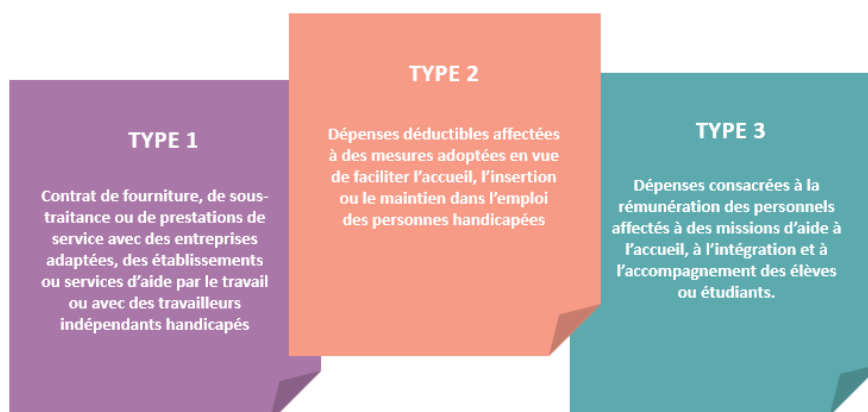 TYPE 1
Contrat de fourniture, de sous-
traitance ou de prestations de
service avec des entreprises
adaptées, des établissements
ou services d’aide par le travail
ou avec des travailleurs
indépendants handicapés
TYPE 2
Dépenses déductibles affectées
à des mesures adoptées en vue
de faciliter l’accueil, l’insertion
ou le maintien dans l’emploi
des personnes handicapées
TYPE 3
Dépenses consacrées à la
rémunération des personnels
affectés à des missions d’aide à
l’accueil, à l’intégration et à
l’accompagnement des élèves
ou étudiants.